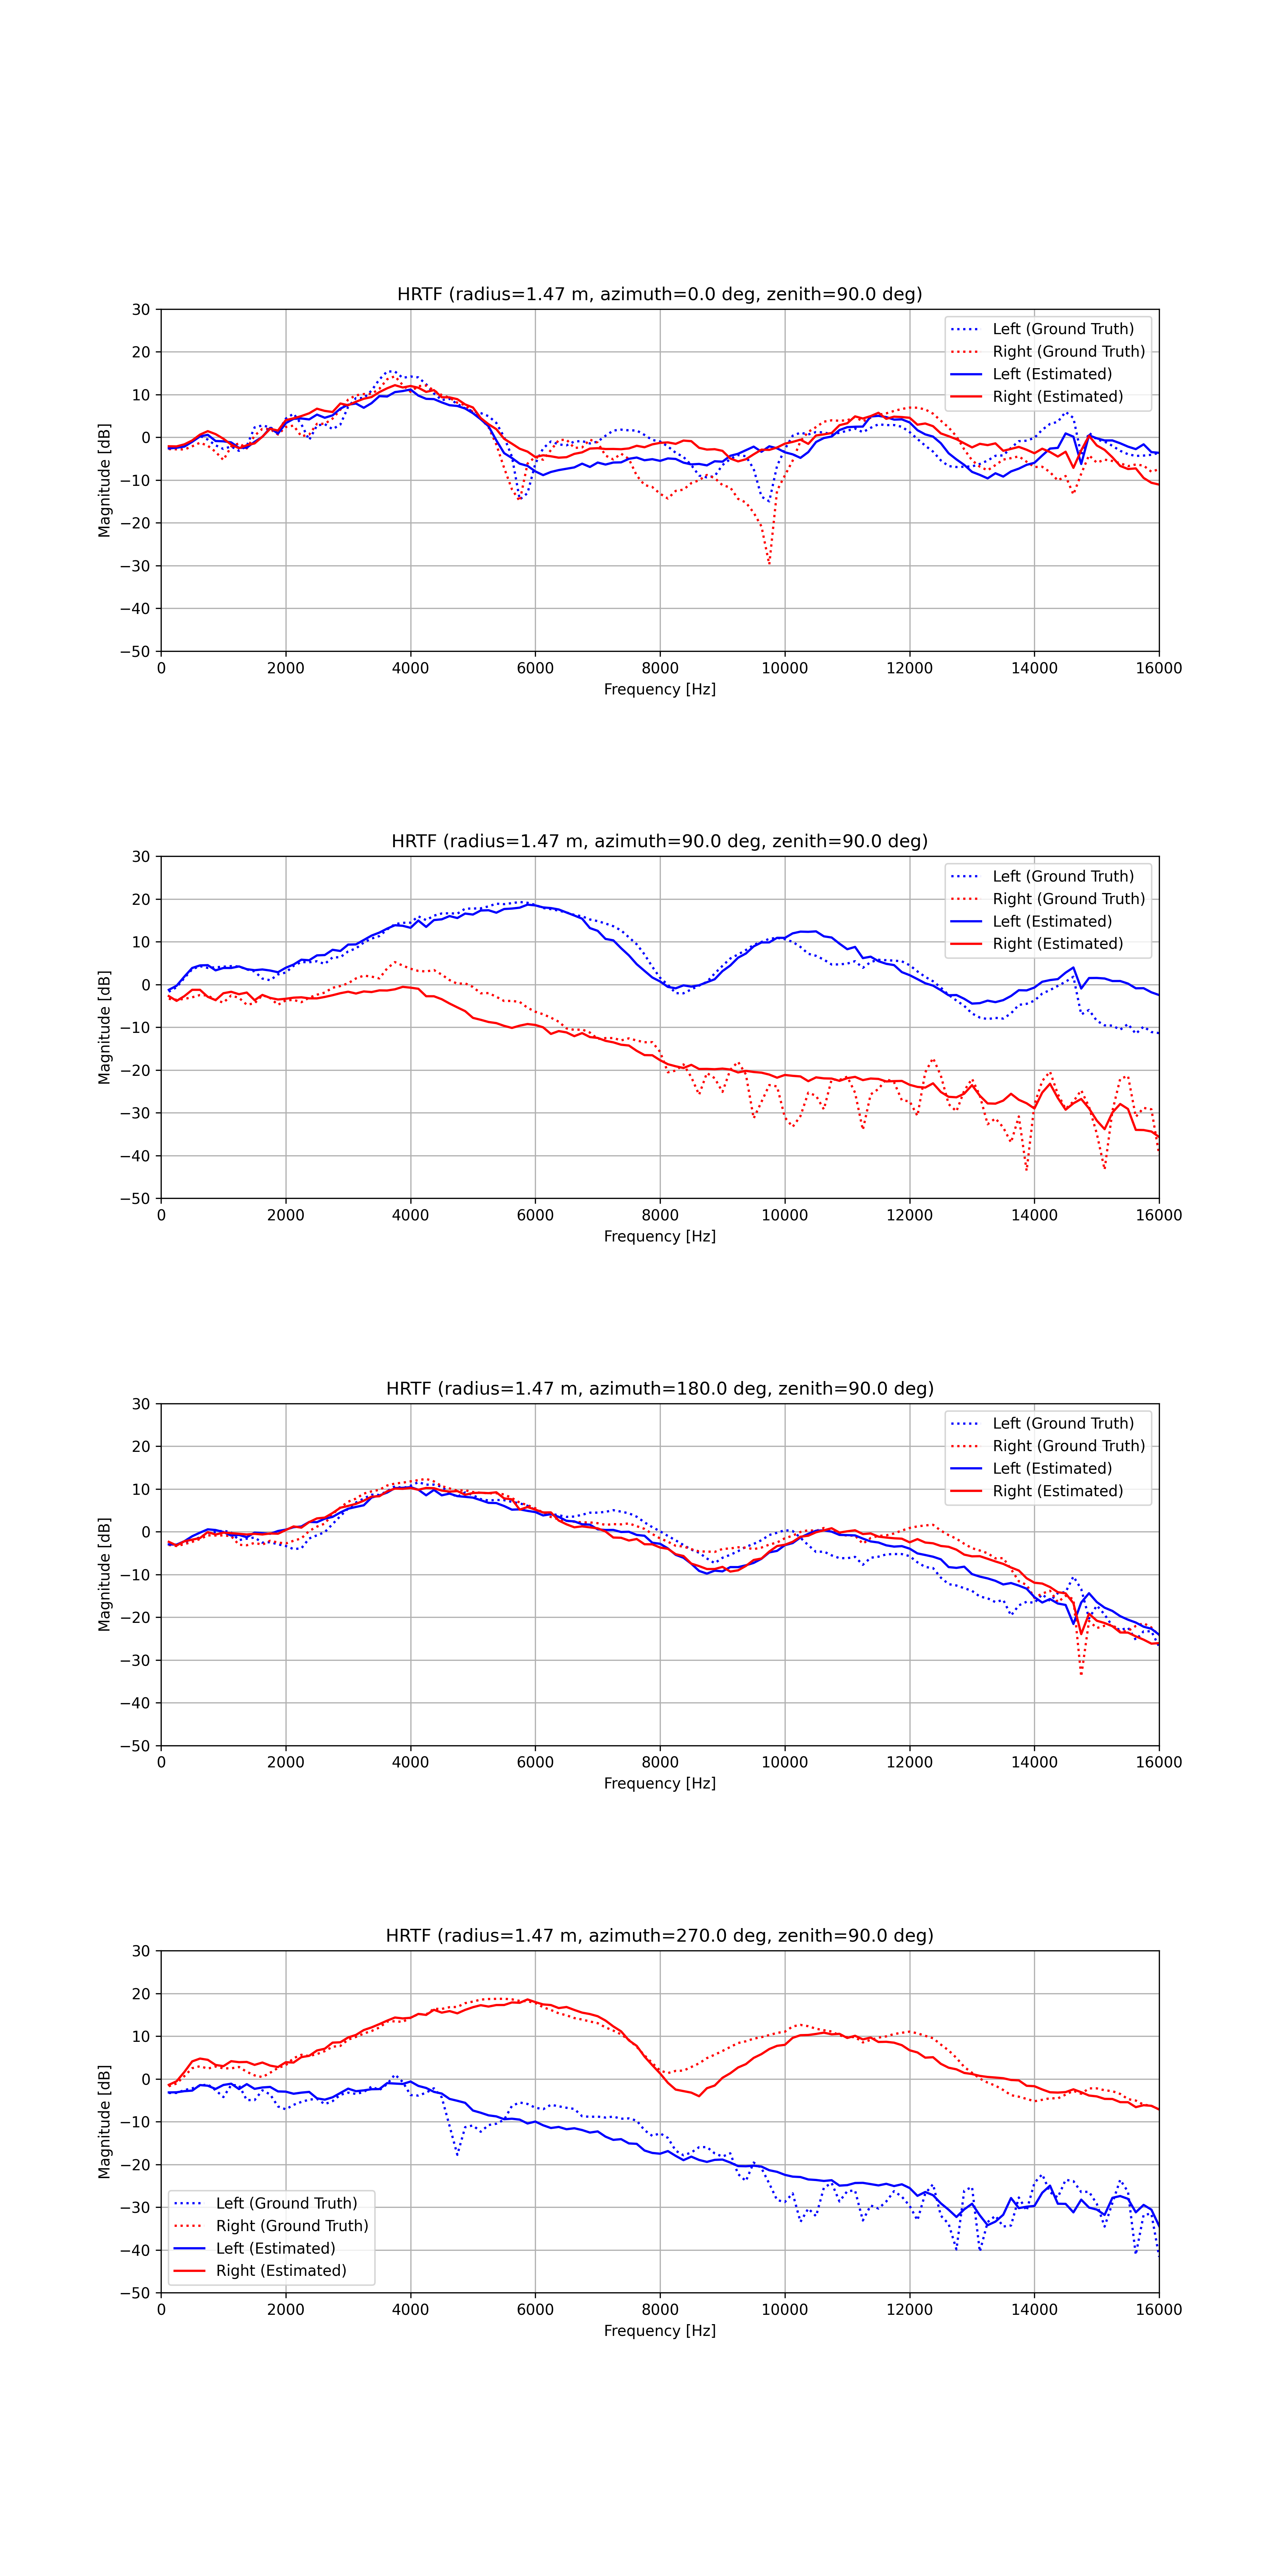 HRTF (radius=1.47 m, azimuth=0.0 deg, zenith=90.0 deg)
30
20
10
0
−10
−20
−30
−40
−50
Magnitude [dB]
Left (Ground Truth)
Right (Ground Truth)
Left (Estimated)
Right (Estimated)
0 2000 4000 6000 8000 10000 12000 14000 16000
Frequency [Hz]
HRTF (radius=1.47 m, azimuth=90.0 deg, zenith=90.0 deg)
30
20
10
0
−10
−20
−30
−40
−50
Magnitude [dB]
Left (Ground Truth)
Right (Ground Truth)
Left (Estimated)
Right (Estimated)
0 2000 4000 6000 8000 10000 12000 14000 16000
Frequency [Hz]
HRTF (radius=1.47 m, azimuth=180.0 deg, zenith=90.0 deg)
30
20
10
0
−10
−20
−30
−40
−50
Magnitude [dB]
Left (Ground Truth)
Right (Ground Truth)
Left (Estimated)
Right (Estimated)
0 2000 4000 6000 8000 10000 12000 14000 16000
Frequency [Hz]
HRTF (radius=1.47 m, azimuth=270.0 deg, zenith=90.0 deg)
30
20
10
0
−10
−20
−30
−40
−50
Magnitude [dB]
Left (Ground Truth)
Right (Ground Truth)
Left (Estimated)
Right (Estimated)
0 2000 4000 6000 8000 10000 12000 14000 16000
Frequency [Hz]